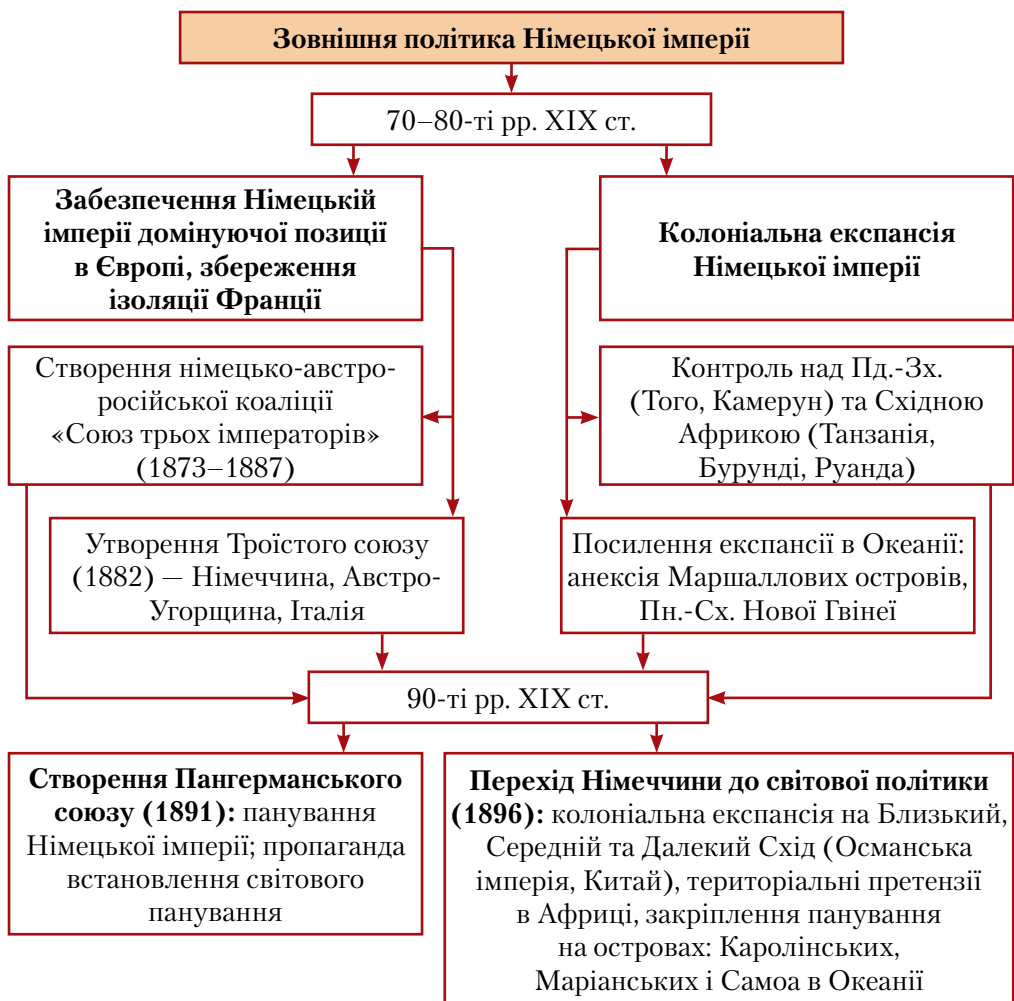 Зовнішня політика Німецької імперії
70–80-ті рр. XIX ст.
Забезпечення Німецькій
імперії домінуючої позиції
в Європі, збереження
ізоляції Франції
Колоніальна експансія
Німецької імперії
Створення німецько-австро-
російської коаліції
«Союз трьох імператорів»
(1873–1887)
Контроль над Пд.-Зх.
(Того, Камерун) та Східною
Африкою (Танзанія,
Бурунді, Руанда)
Утворення Троїстого союзу
(1882) — Німеччина, Австро-
Угорщина, Італія
Посилення експансії в Океанії:
анексія Маршаллових островів,
Пн.-Сх. Нової Гвінеї
90-ті рр. XIX ст.
Створення Пангерманського
союзу (1891): панування
Німецької імперії; пропаганда
встановлення світового
панування
Перехід Німеччини до світової політики
(1896): колоніальна експансія на Близький,
Середній та Далекий Схід (Османська
імперія, Китай), територіальні претензії
в Африці, закріплення панування
на островах: Каролінських,
Маріанських і Самоа в Океанії